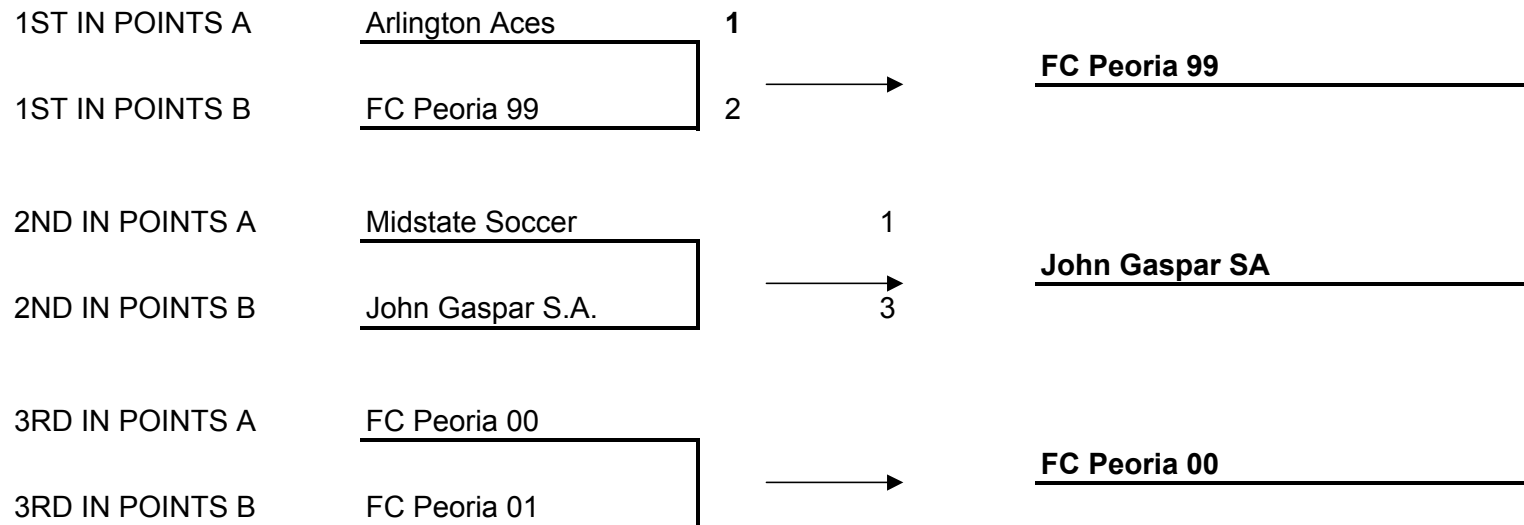 1ST IN POINTS A Arlington Aces 1
FC Peoria 99
1ST IN POINTS B FC Peoria 99 2
2ND IN POINTS A Midstate Soccer 1
John Gaspar SA
2ND IN POINTS B John Gaspar S.A. 3
3RD IN POINTS A FC Peoria 00
FC Peoria 00
3RD IN POINTS B FC Peoria 01